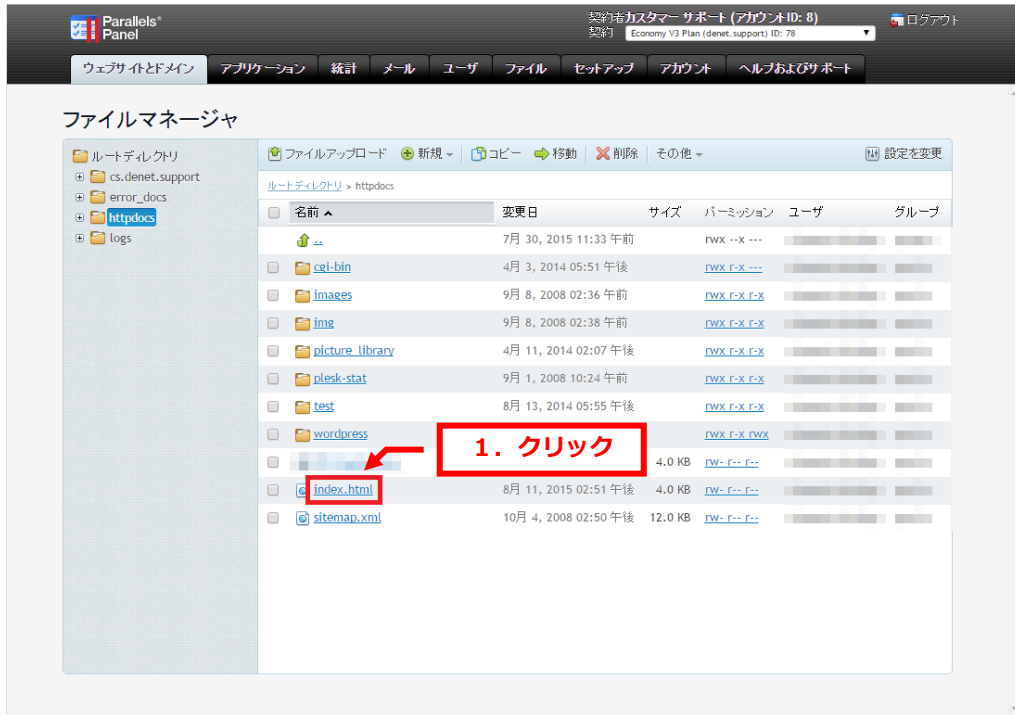 Parallels®
Panel
契約者カスタマー サポート (アカウントID: 8)
契約 Economy V3 Plan (denet.support) ID: 78
ログアウト
ウェブサイトとドメイン アプリケーション 統計 メール ユーザ ファイル セットアップ アカウント ヘルプおよびサポート
ファイルマネージャ
ルートディレクトリ
cs.denet.support
error_docs
httpdocs
logs
ファイルアップロード 新規 コピー 移動 削除 その他 設定を変更
ルートディレクトリ > httpdocs
名前 変更日 サイズ パーミッション ユーザ グループ
.. 7月 30, 2015 11:33 午前 rwx --x ---
cgi-bin 4月 3, 2014 05:51 午後 rwx r-x ---
images 9月 8, 2008 02:36 午前 rwx r-x r-x
img 9月 8, 2008 02:38 午前 rwx r-x r-x
picture_library 4月 11, 2014 02:07 午後 rwx r-x r-x
plesk-stat 9月 1, 2008 10:24 午前 rwx r-x r-x
test 8月 13, 2014 05:55 午後 rwx r-x r-x
wordpress rwx r-x rwx
1．クリック
4.0 KB rw- r-- r--
index.html 8月 11, 2015 02:51 午後 4.0 KB rw- r-- r--
sitemap.xml 10月 4, 2008 02:50 午後 12.0 KB rw- r-- r--